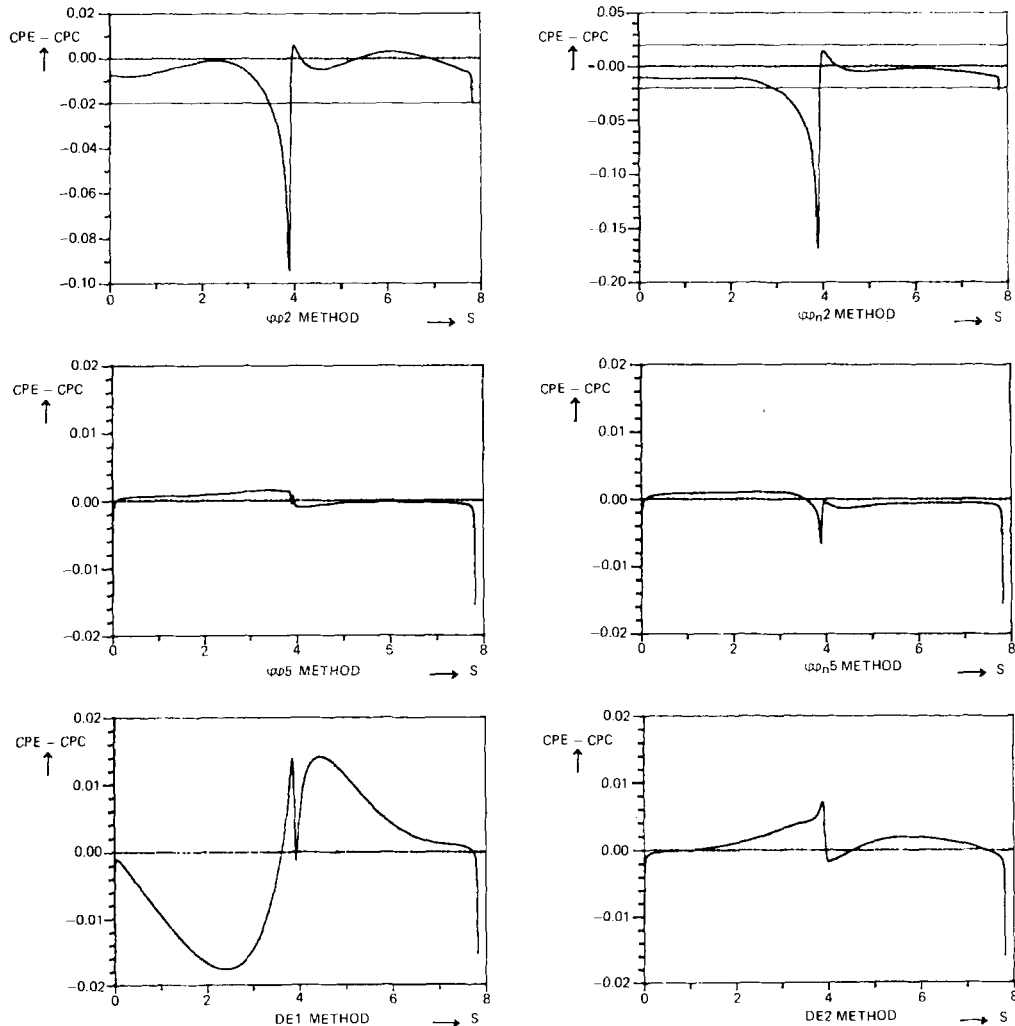 CPE – CPC
0.02
0.00
–0.02
–0.04
–0.06
–0.08
–0.10
0 2 4 6 8
φφ2 METHOD → S
CPE – CPC
0.05
-0.00
–0.05
–0.10
–0.15
–0.20
0 2 4 6 8
φφn2 METHOD → S
CPE – CPC
0.02
0.01
0.00
–0.01
–0.02
0 2 4 6 8
φφ5 METHOD → S
CPE – CPC
0.02
0.01
0.00
–0.01
–0.02
0 2 4 6 8
φφn5 METHOD → S
CPE – CPC
0.02
0.01
0.00
–0.01
–0.02
0 2 4 6 8
DE1 METHOD → S
CPE – CPC
0.02
0.01
0.00
–0.01
–0.02
0 2 4 6 8
DE2 METHOD → S